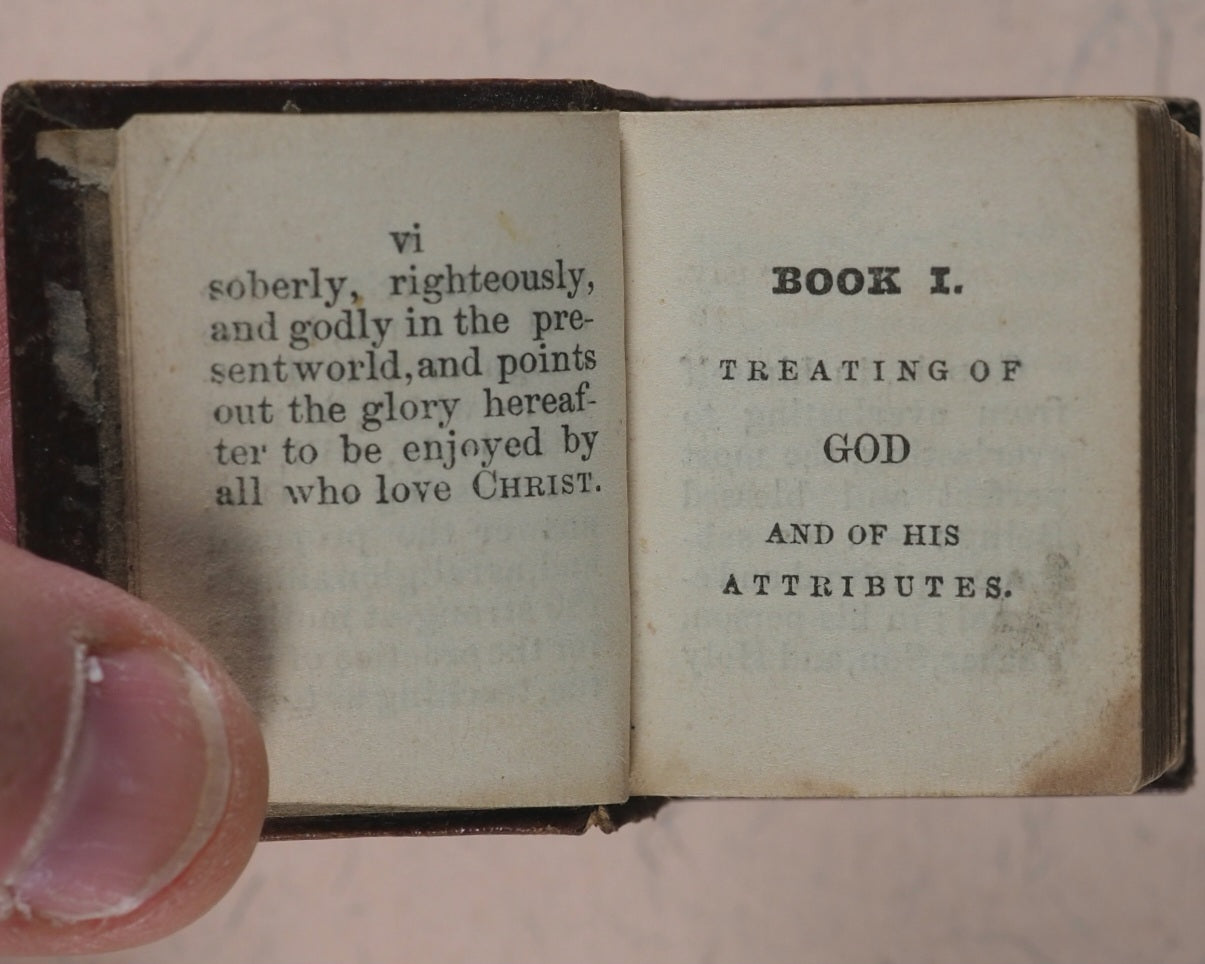 vi
soberly, righteously,
and godly in the pre-
sent world, and points
out the glory hereaf-
ter to be enjoyed by
all who love CHRIST.
BOOK I.
TREATING OF
GOD
AND OF HIS
ATTRIBUTES.